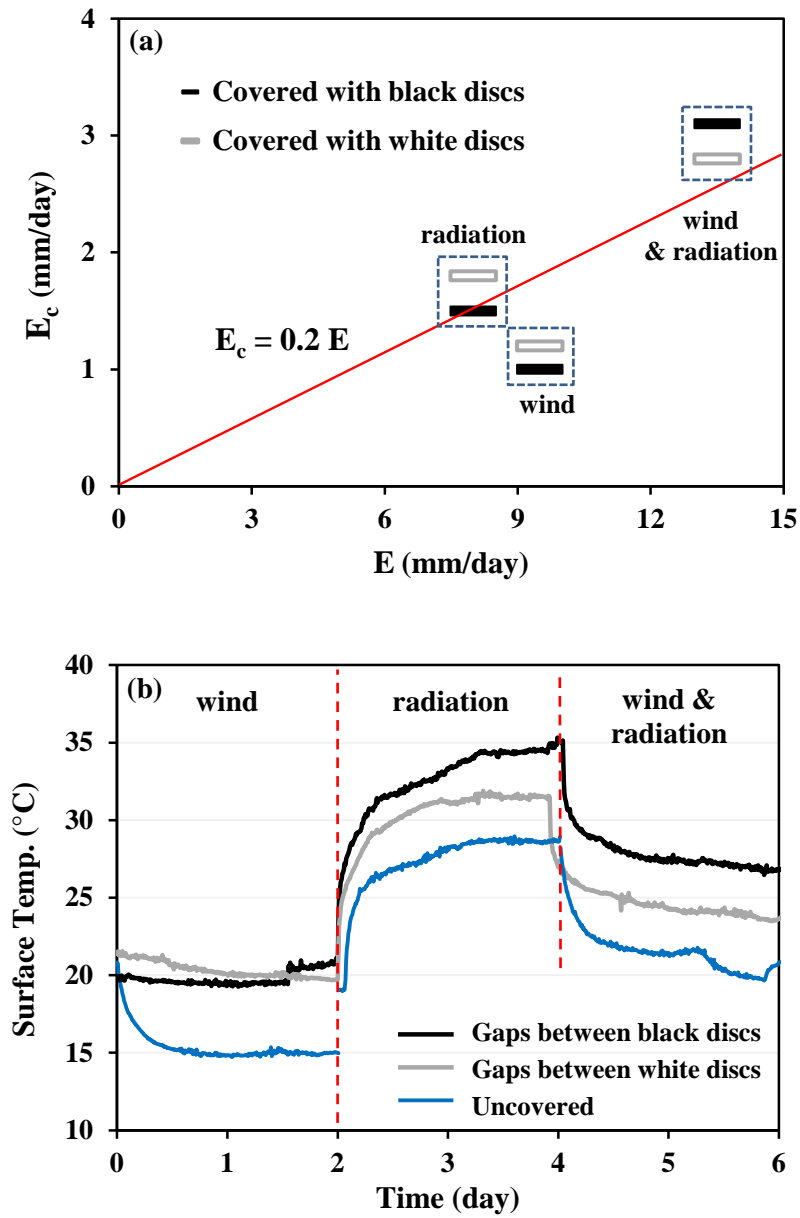 (a)
4
3
2
1
0
E_c (mm/day)
Covered with black discs
Covered with white discs
radiation
wind
& radiation
E_c = 0.2 E
wind
0 3 6 9 12 15
E (mm/day)
(b)
40
35
30
25
20
15
10
Surface Temp. (°C)
wind radiation wind &
radiation
Gaps between black discs
Gaps between white discs
Uncovered
0 1 2 3 4 5 6
Time (day)